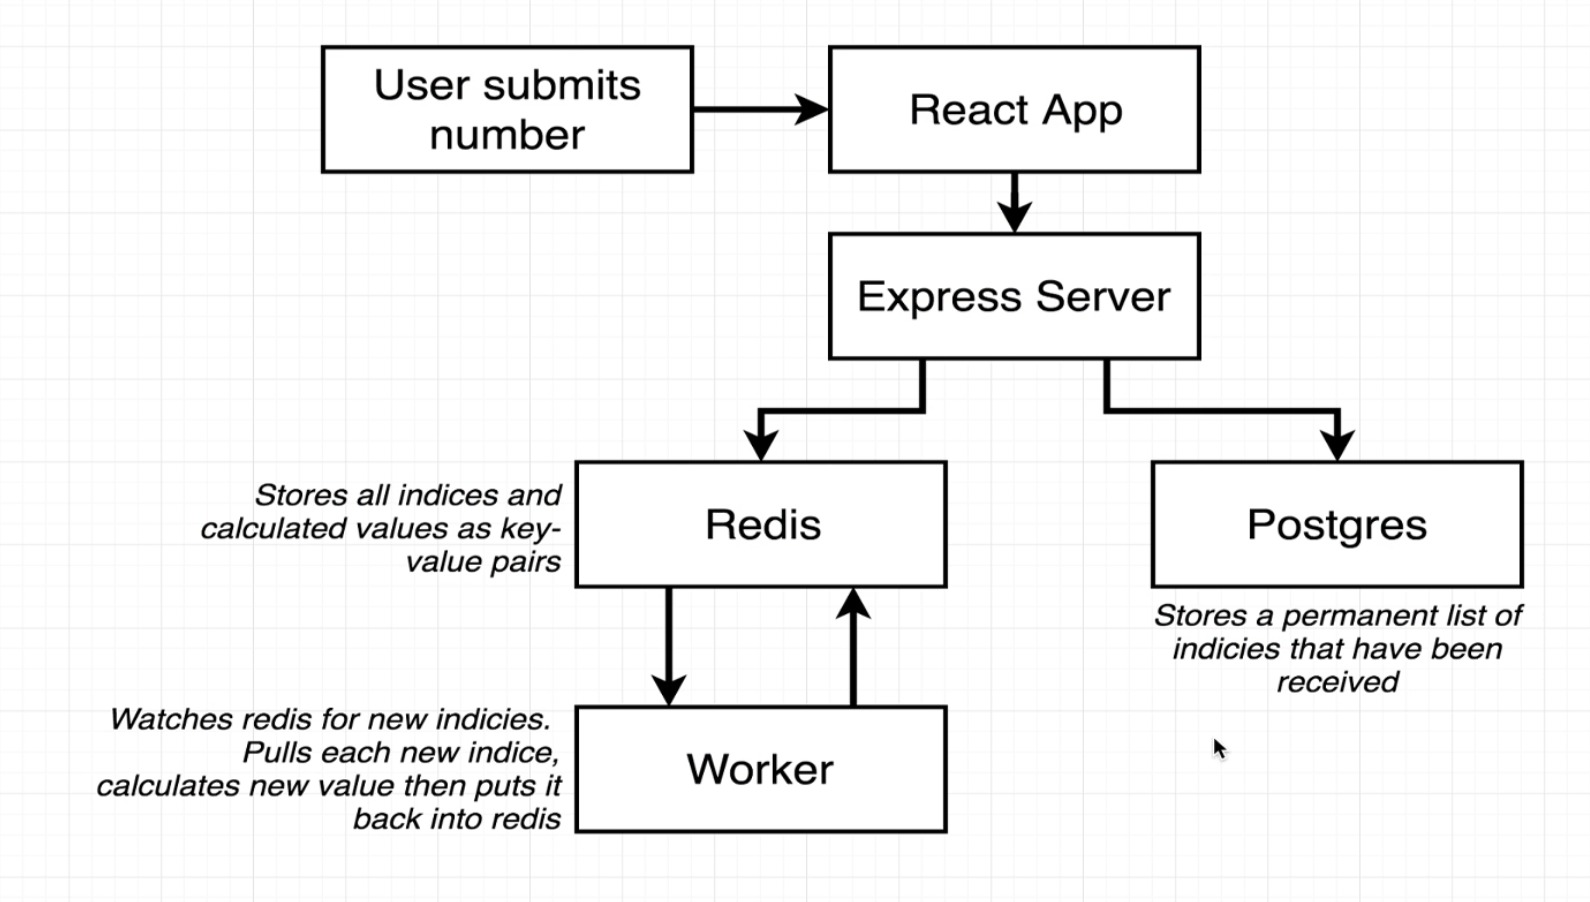 User submits
number
React App
Express Server
Stores all indices and
calculated values as key-
value pairs
Redis
Postgres
Stores a permanent list of
indicies that have been
received
Watches redis for new indicies.
Pulls each new indice,
calculates new value then puts it
back into redis
Worker